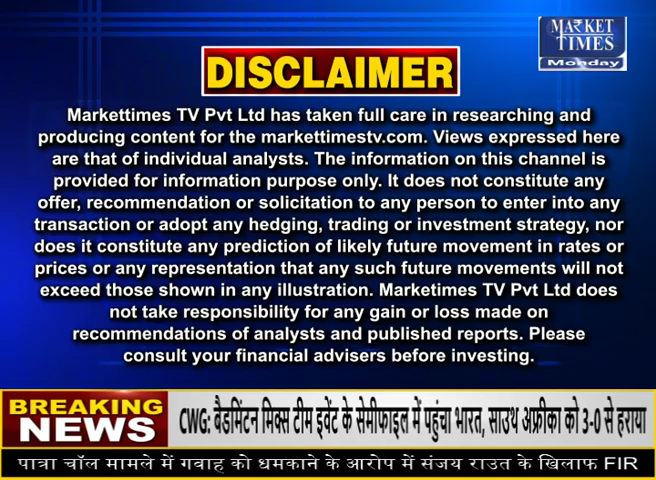 MARKET
TIMES
Monday
DISCLAIMER
Markettimes TV Pvt Ltd has taken full care in researching and
producing content for the markettimestv.com. Views expressed here
are that of individual analysts. The information on this channel is
provided for information purpose only. It does not constitute any
offer, recommendation or solicitation to any person to enter into any
transaction or adopt any hedging, trading or investment strategy, nor
does it constitute any prediction of likely future movement in rates or
prices or any representation that any such future movements will not
exceed those shown in any illustration. Marketimes TV Pvt Ltd does
not take responsibility for any gain or loss made on
recommendations of analysts and published reports. Please
consult your financial advisers before investing.
BREAKING
NEWS
CWG: बैडमिंटन मिक्स टीम इवेंट के सेमीफाइल में पहुंचा भारत, साउथ अफ्रीका को 3-0 से हराया
पात्रा चॉल मामले में गवाह को धमकाने के आरोप में संजय राउत के खिलाफ FIR